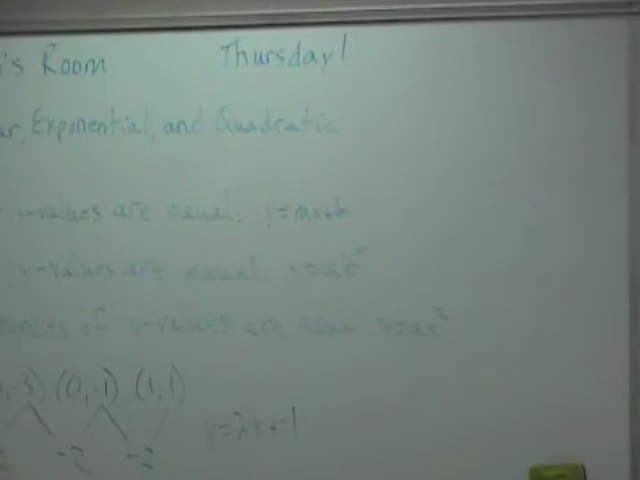 's Room Thursday!
ar, Exponential, and Quadratic
y-values are equal. y=mx+b
y-values are equal.
of y-values are equal y=ax²
, 3) (0,-1) (1,1)
y=2x+-1
-2 -2